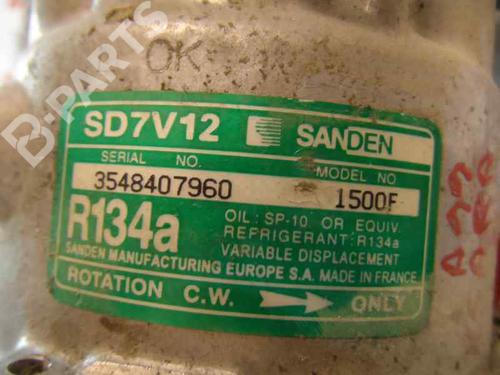 OK
B-PARTS
SD7V12 SANDEN
SERIAL NO. MODEL NO
3548407960 1500F
R134a
OIL: SP-10 OR EQUIV.
REFRIGERANT: R134a
VARIABLE DISPLACEMENT
SANDEN MANUFACTURING EUROPE S.A. MADE IN FRANCE
ROTATION C.W. ONLY